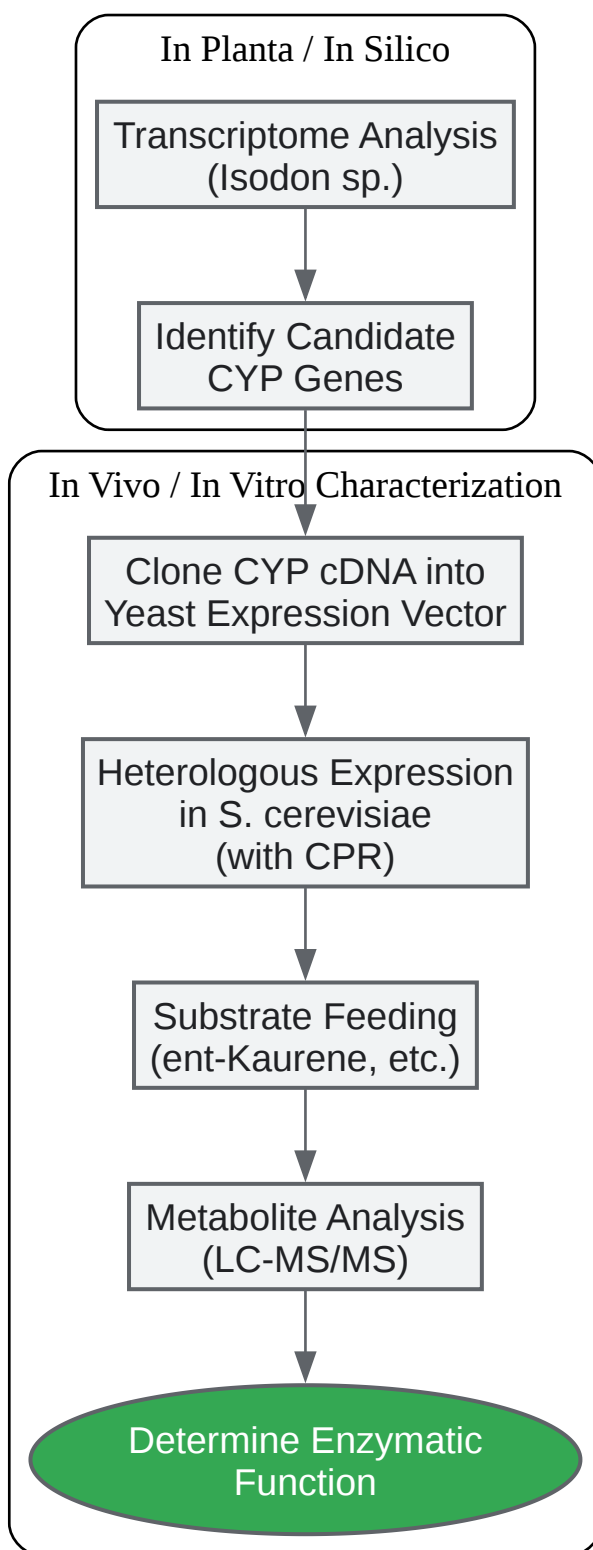 In Planta / In Silico
Transcriptome Analysis
(Isodon sp.)
Identify Candidate
CYP Genes
In Vivo / In Vitro Characterization
Clone CYP cDNA into
Yeast Expression Vector
Heterologous Expression
in S. cerevisiae
(with CPR)
Substrate Feeding
(ent-Kaurene, etc.)
Metabolite Analysis
(LC-MS/MS)
Determine Enzymatic
Function